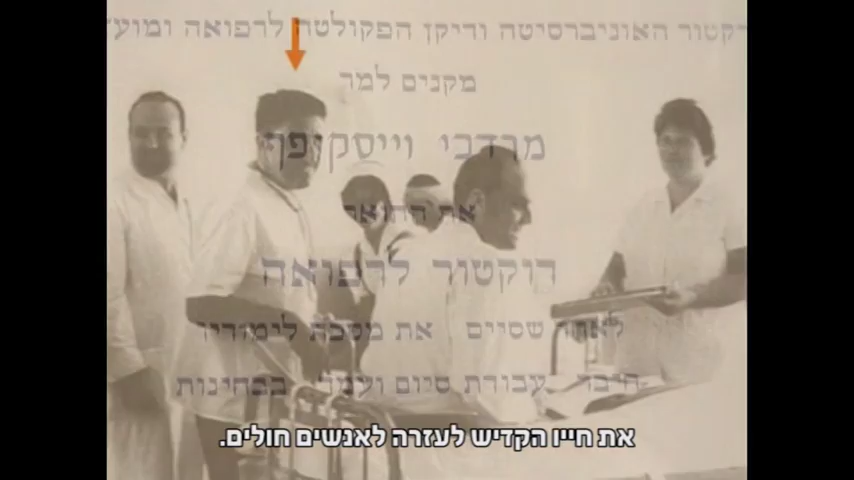 רקטור האוניברסיטה ודיקן הפקולטה לרפואה ומוע
מקנים למר
מרדכי וייסקופף
את התואר
דוקטור לרפואה
לאחר שסיים את מסכת לימודיו
חיבר עבודת סיום ועמד בבחינות
את חייו הקדיש לעזרה לאנשים חולים.